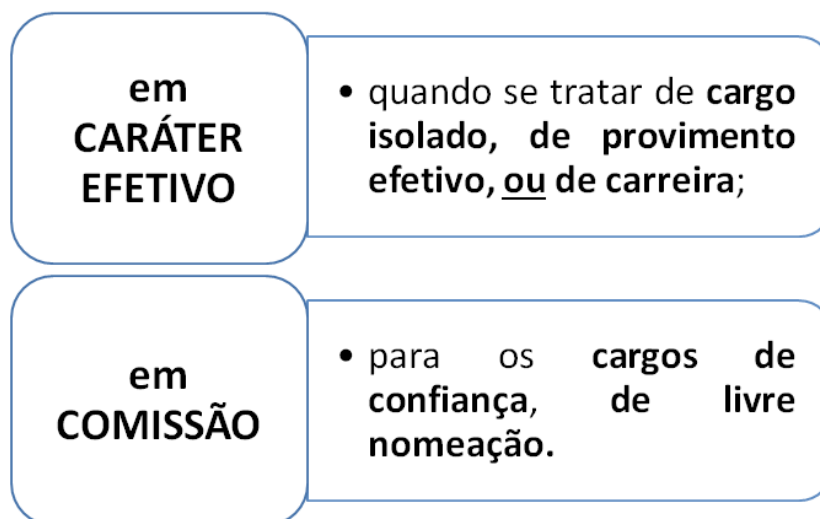 em
CARÁTER
EFETIVO
• quando se tratar de cargo
isolado, de provimento
efetivo, ou de carreira;
em
COMISSÃO
• para os cargos de
confiança, de livre
nomeação.